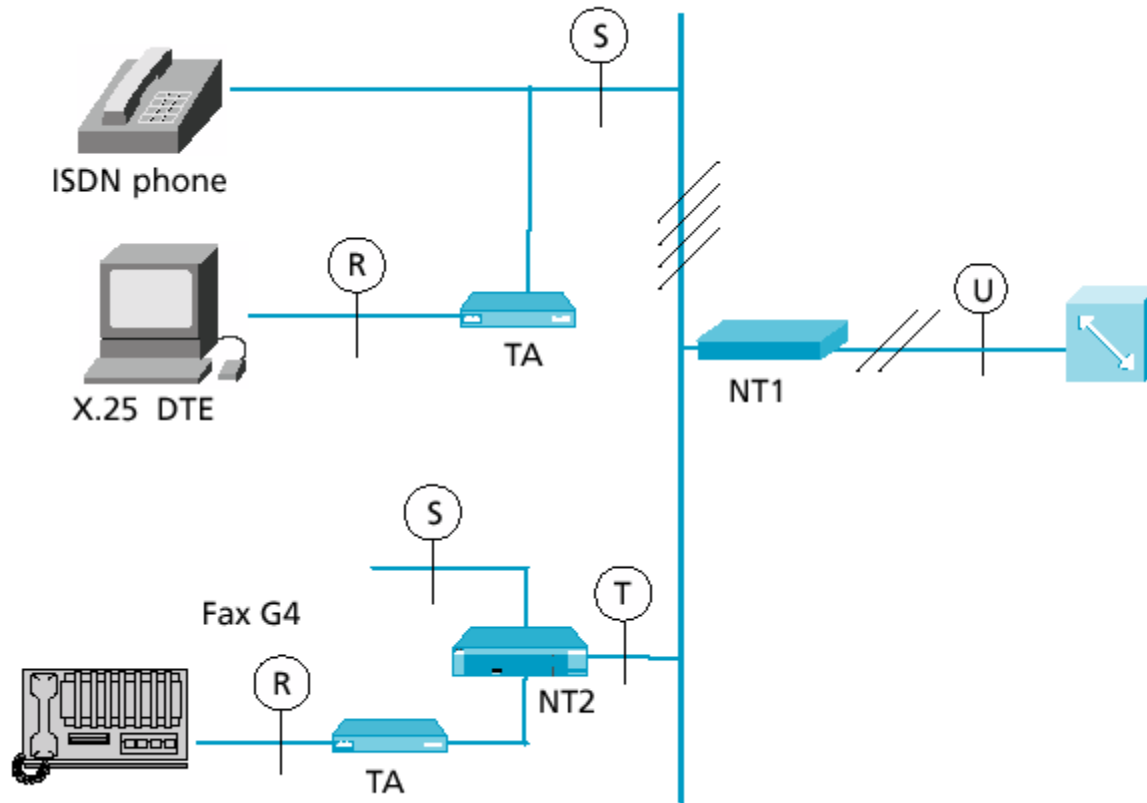 S
ISDN phone
R
U
TA
NT1
X.25 DTE
S
T
Fax G4
R
NT2
TA